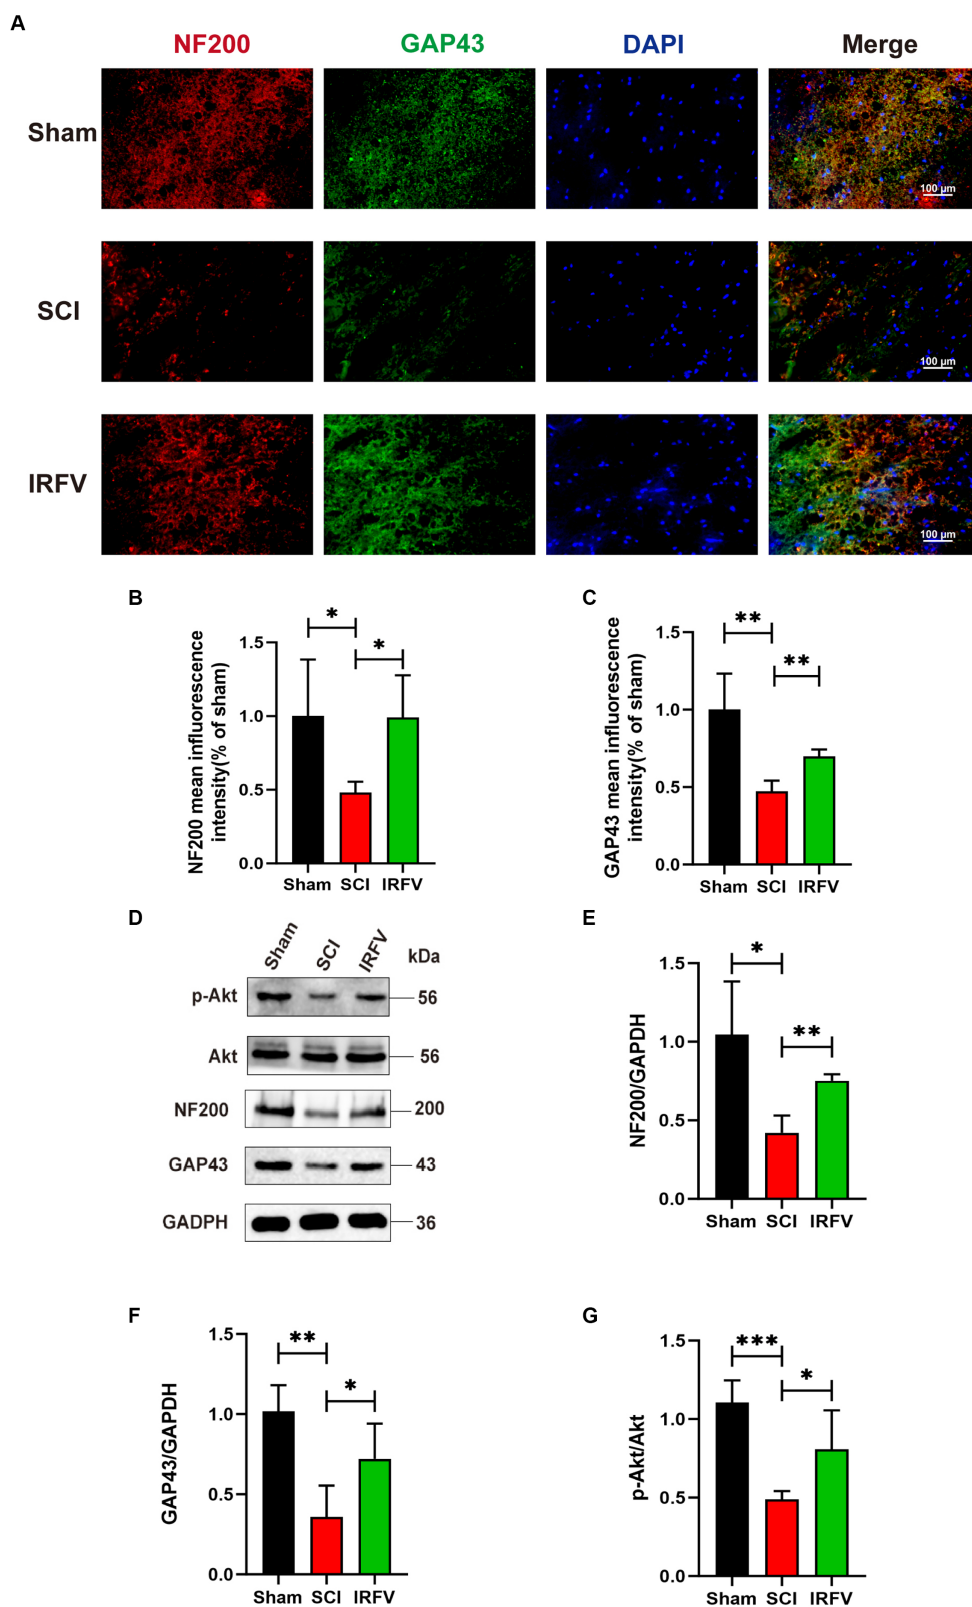 A
NF200 GAP43 DAPI Merge
Sham
100 µm
SCI
100 µm
IRFV
100 µm
B
NF200 mean influorescence
intensity(% of sham)
1.5
1.0
0.5
0.0
* *
Sham SCI IRFV
C
GAP43 mean influorescence
intensity(% of sham)
1.5
1.0
0.5
0.0
** **
Sham SCI IRFV
D
Sham SCI IRFV kDa
p-Akt 56
Akt 56
NF200 200
GAP43 43
GADPH 36
E
NF200/GAPDH
1.5
1.0
0.5
0.0
* **
Sham SCI IRFV
F
GAP43/GAPDH
1.5
1.0
0.5
0.0
** *
Sham SCI IRFV
G
p-Akt/Akt
1.5
1.0
0.5
0.0
*** *
Sham SCI IRFV